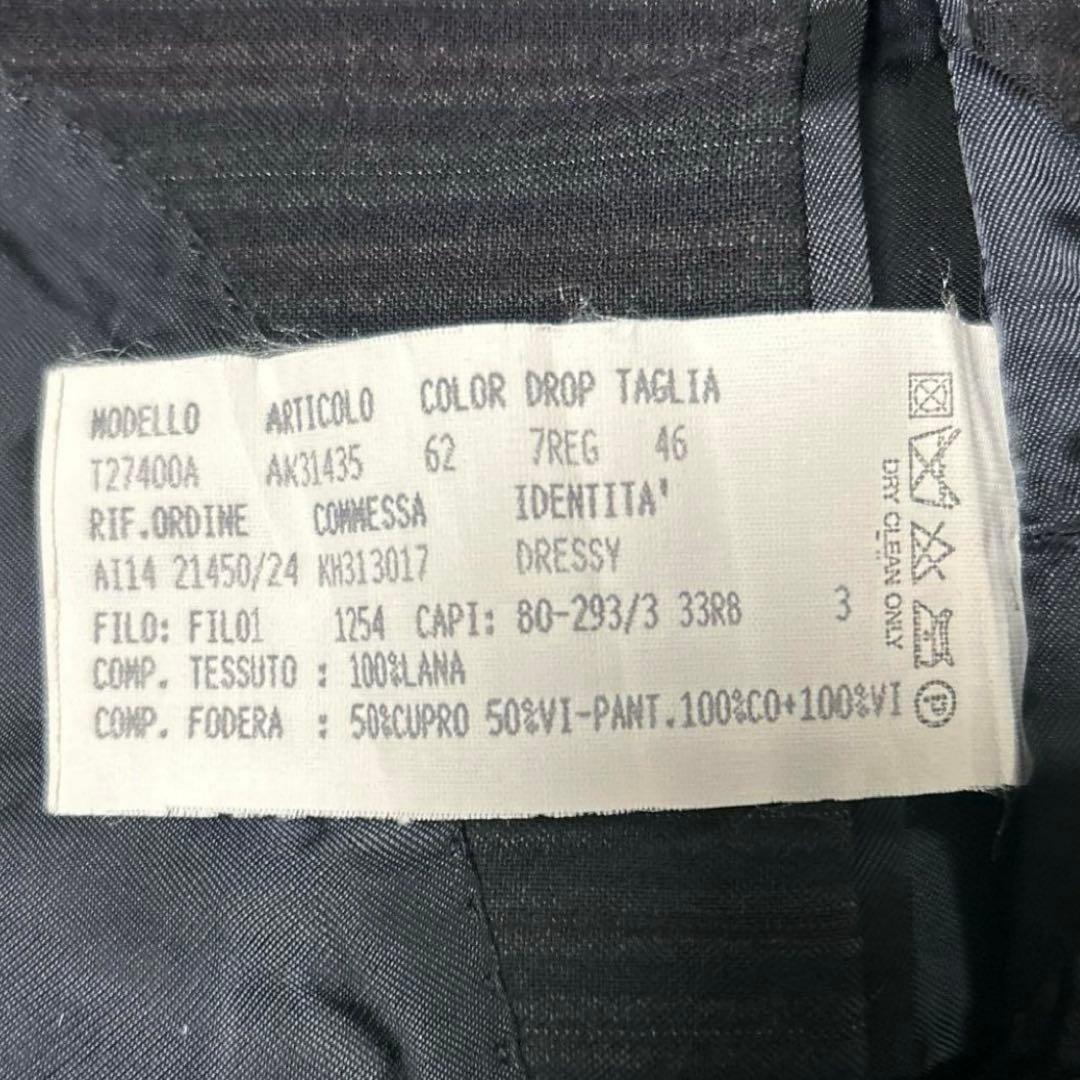 MODELLO ARTICOLO COLOR DROP TAGLIA
T27400A AK31435 62 7REG 46
RIF.ORDINE COMMESSA IDENTITA'
AI14 21450/24 KH313017 DRESSY
FILO: FIL01 1254 CAPI: 80-293/3 33R8 3
COMP. TESSUTO : 100%LANA
COMP. FODERA : 50%CUPRO 50%VI-PANT.100%CO+100%VI
DRY CLEAN ONLY
P